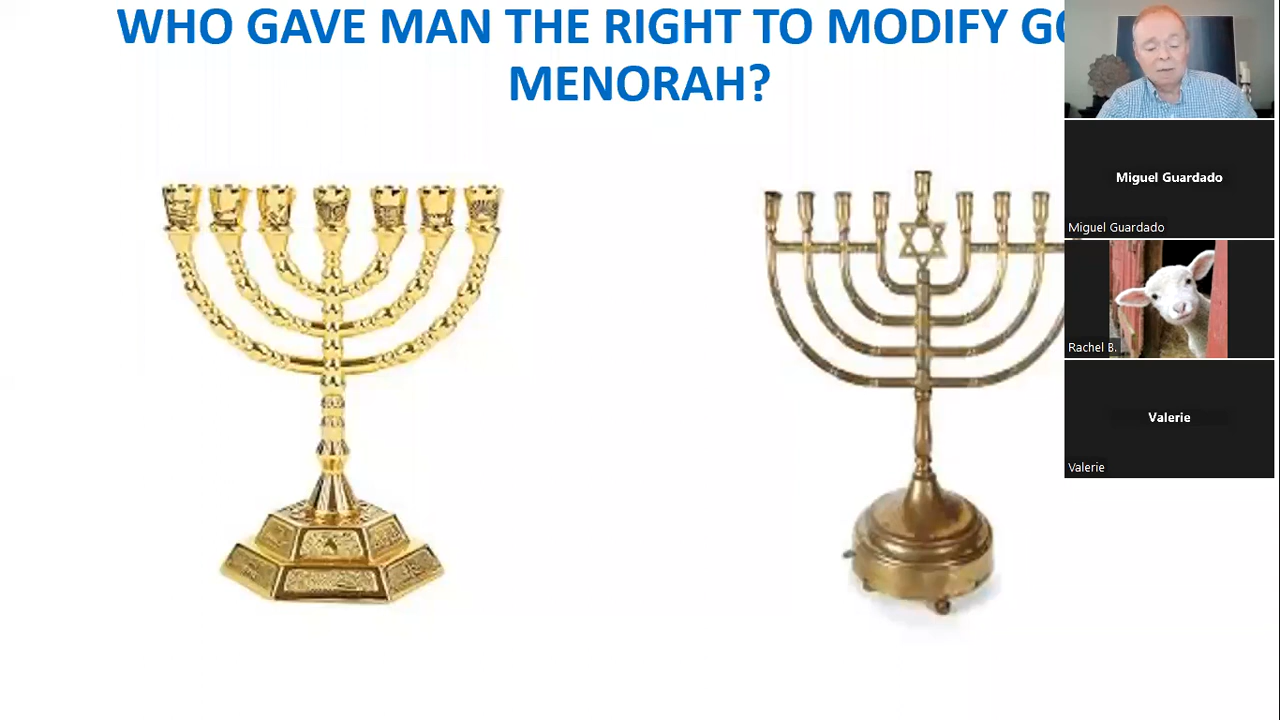 WHO GAVE MAN THE RIGHT TO MODIFY
MENORAH?
Miguel Guardado
Miguel Guardado
Rachel B.
Valerie
Valerie